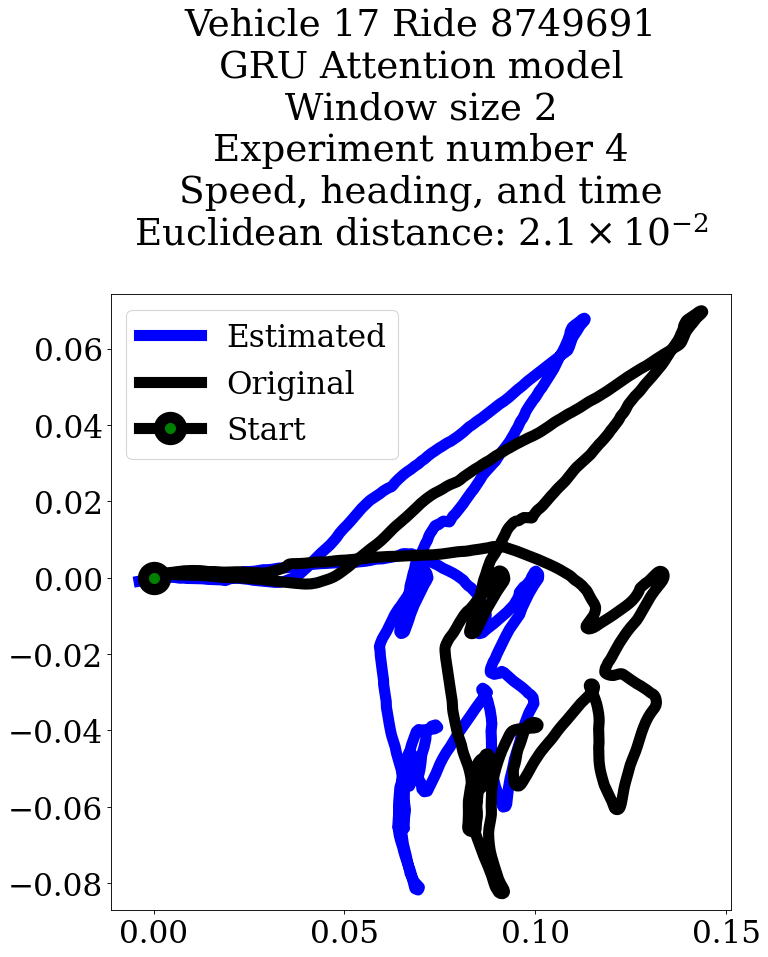 Vehicle 17 Ride 8749691
GRU Attention model
Window size 2
Experiment number 4
Speed, heading, and time
Euclidean distance: 2.1 × 10⁻²
Estimated
Original
Start
0.06
0.04
0.02
0.00
−0.02
−0.04
−0.06
−0.08
0.00 0.05 0.10 0.15